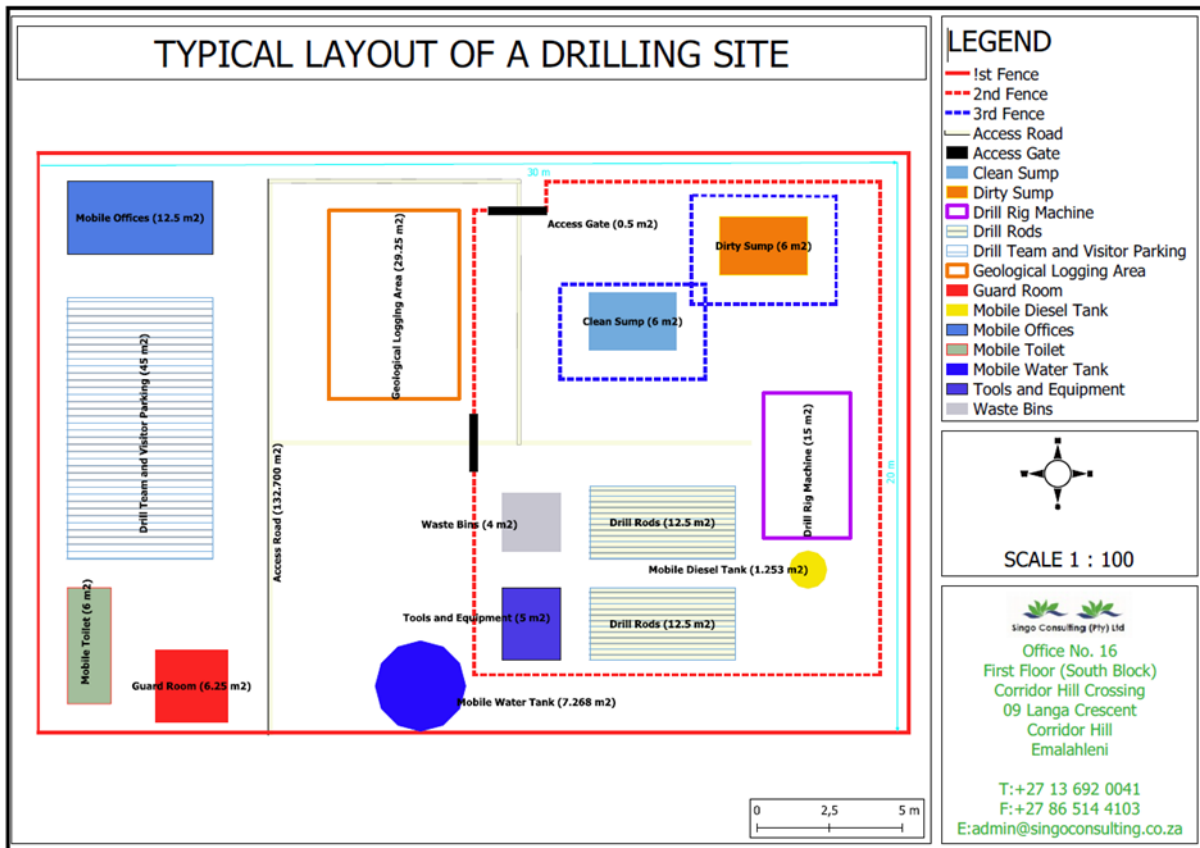 TYPICAL LAYOUT OF A DRILLING SITE
30 m
Mobile Offices (12.5 m2)
Geological Logging Area (29.25 m2)
Access Gate (0.5 m2)
Dirty Sump (6 m2)
Clean Sump (6 m2)
Drill Team and Visitor Parking (45 m2)
Access Road (132.700 m2)
Drill Rig Machine (15 m2)
20 m
Waste Bins (4 m2)
Drill Rods (12.5 m2)
Mobile Diesel Tank (1.253 m2)
Mobile Toilet (6 m2)
Tools and Equipment (5 m2)
Drill Rods (12.5 m2)
Guard Room (6.25 m2)
Mobile Water Tank (7.268 m2)
0 2,5 5 m
LEGEND
!st Fence
2nd Fence
3rd Fence
Access Road
Access Gate
Clean Sump
Dirty Sump
Drill Rig Machine
Drill Rods
Drill Team and Visitor Parking
Geological Logging Area
Guard Room
Mobile Diesel Tank
Mobile Offices
Mobile Toilet
Mobile Water Tank
Tools and Equipment
Waste Bins
SCALE 1 : 100
Singo Consulting (Pty) Ltd
Office No. 16
First Floor (South Block)
Corridor Hill Crossing
09 Langa Crescent
Corridor Hill
Emalahleni
T:+27 13 692 0041
F:+27 86 514 4103
E:admin@singoconsulting.co.za